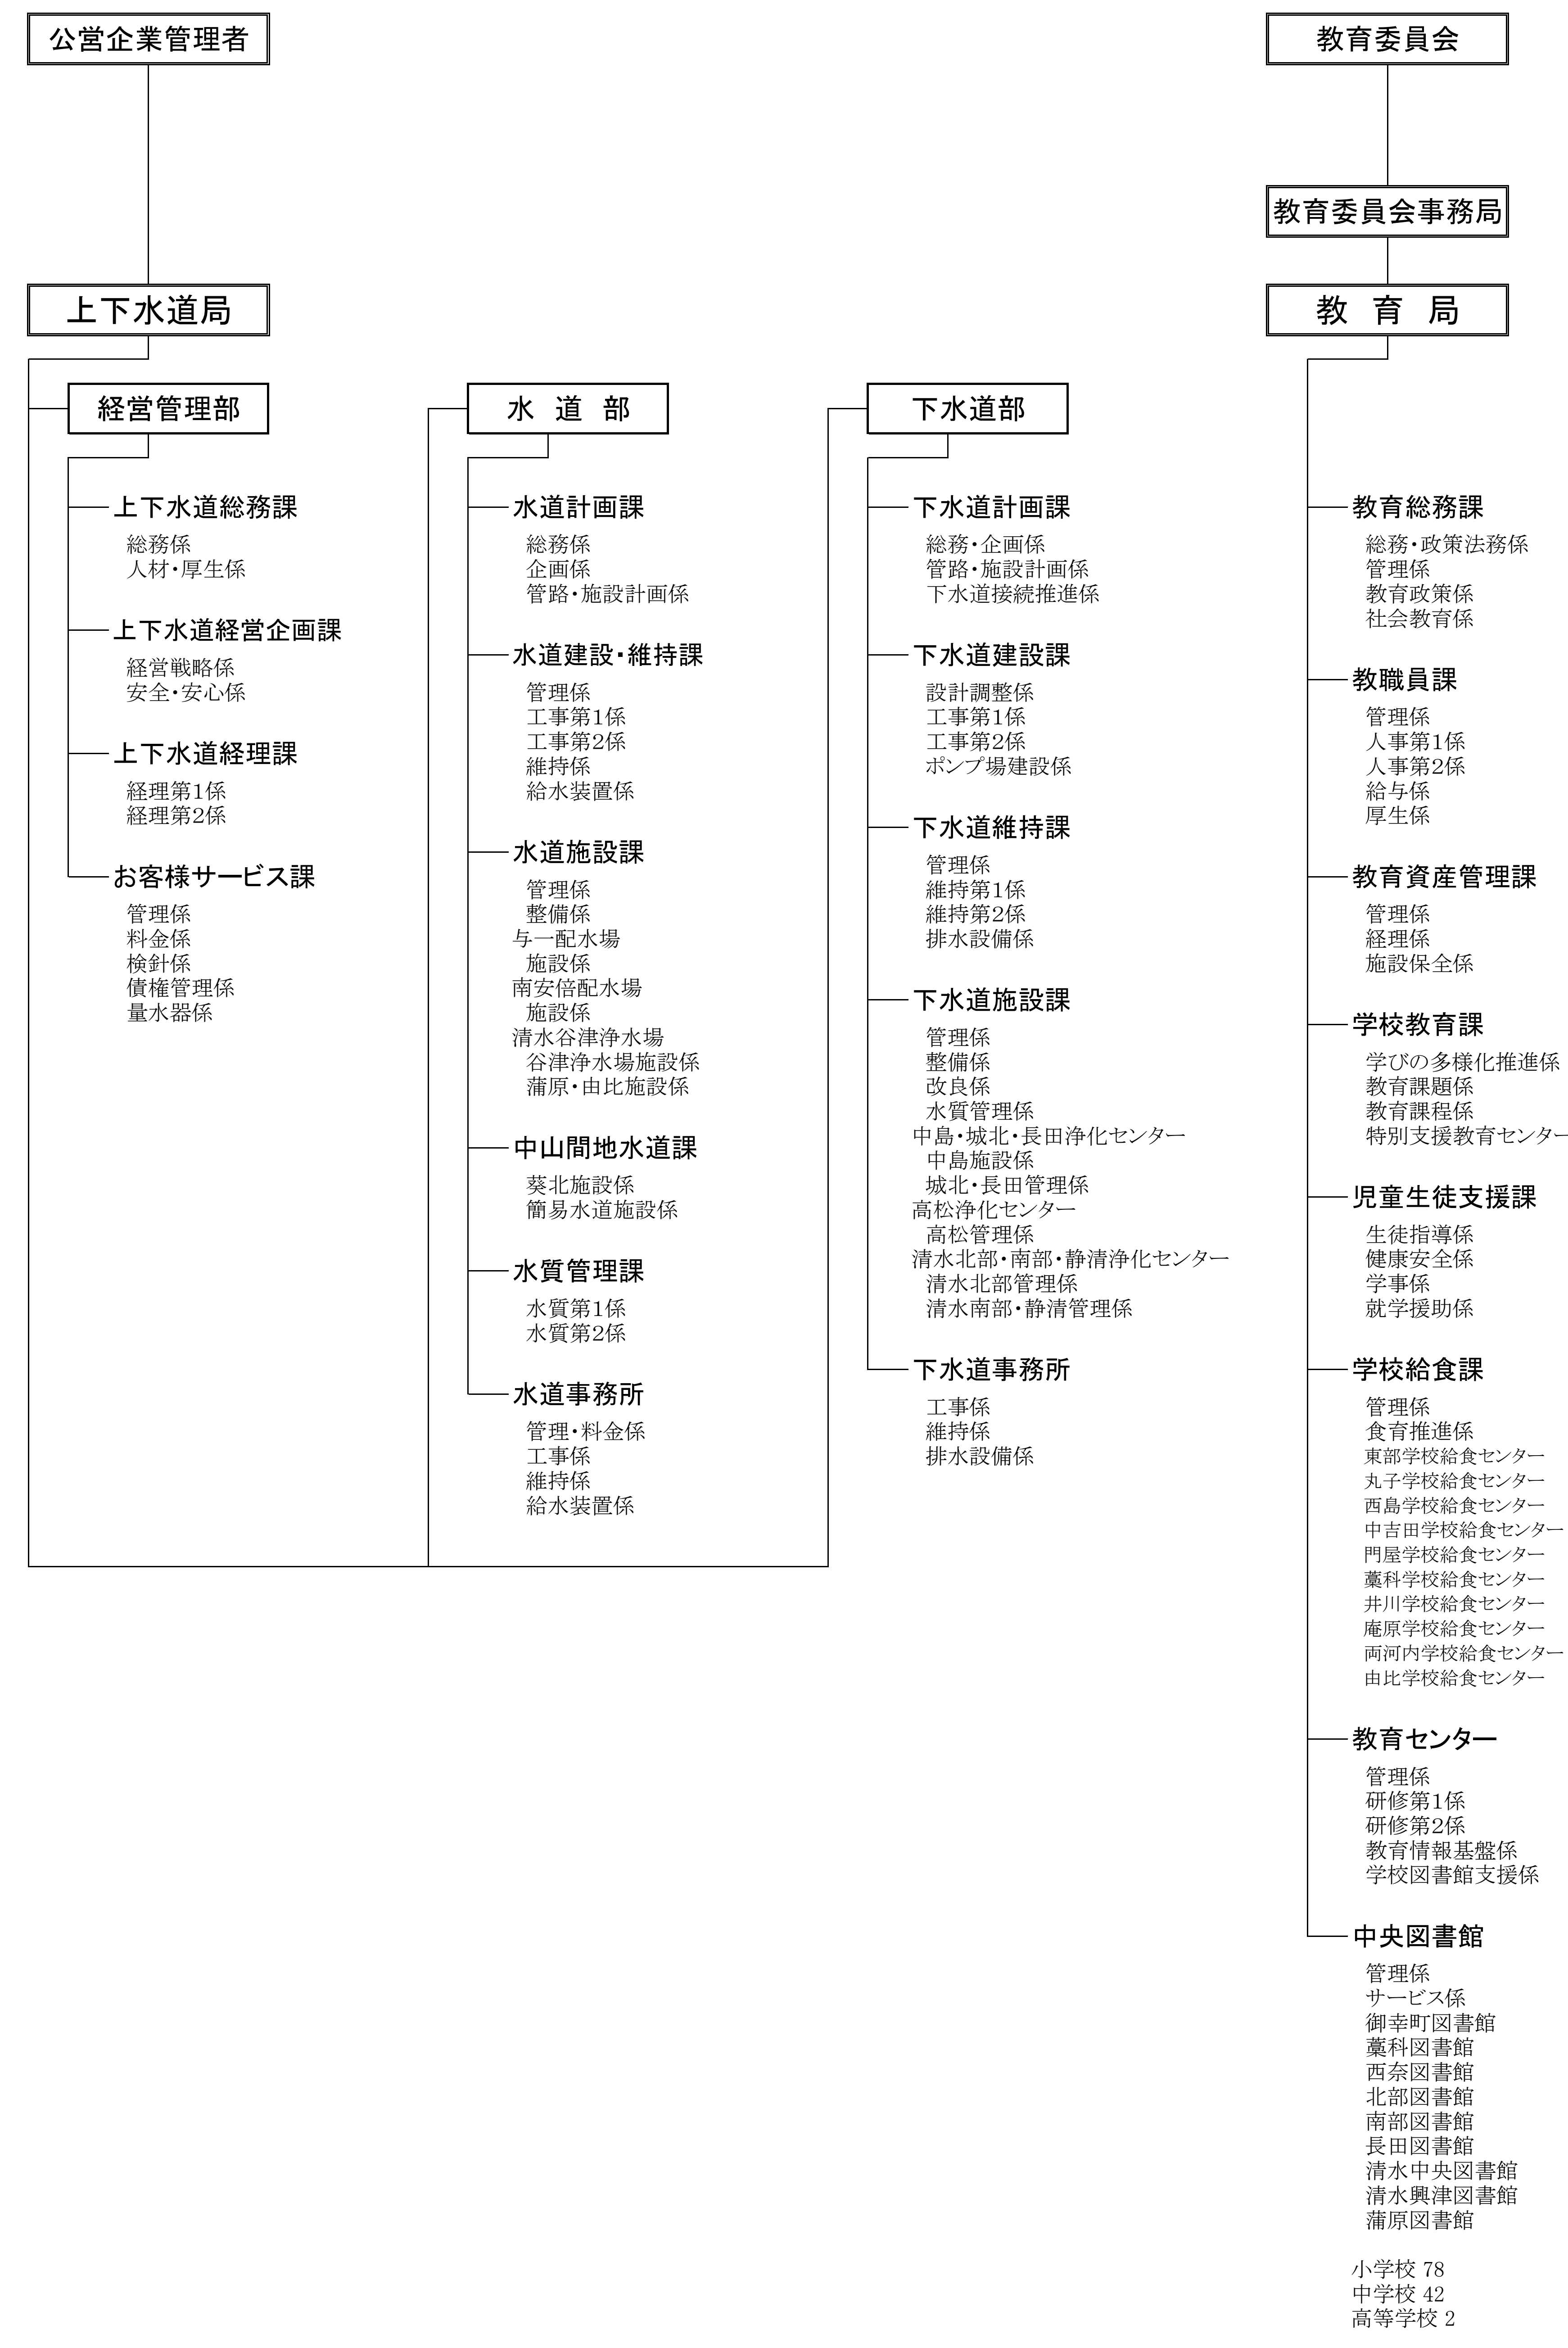 公営企業管理者
上下水道局
経営管理部
上下水道総務課
総務係
人材・厚生係
上下水道経営企画課
経営戦略係
安全・安心係
上下水道経理課
経理第1係
経理第2係
お客様サービス課
管理係
料金係
検針係
債権管理係
量水器係
水 道 部
水道計画課
総務係
企画係
管路・施設計画係
水道建設・維持課
管理係
工事第1係
工事第2係
維持係
給水装置係
水道施設課
管理係
整備係
与一配水場
施設係
南安倍配水場
施設係
清水谷津浄水場
谷津浄水場施設係
蒲原・由比施設係
中山間地水道課
葵北施設係
簡易水道施設係
水質管理課
水質第1係
水質第2係
水道事務所
管理・料金係
工事係
維持係
給水装置係
下水道部
下水道計画課
総務・企画係
管路・施設計画係
下水道接続推進係
下水道建設課
設計調整係
工事第1係
工事第2係
ポンプ場建設係
下水道維持課
管理係
維持第1係
維持第2係
排水設備係
下水道施設課
管理係
整備係
改良係
水質管理係
中島・城北・長田浄化センター
中島施設係
城北・長田管理係
高松浄化センター
高松管理係
清水北部・南部・静清浄化センター
清水北部管理係
清水南部・静清管理係
下水道事務所
工事係
維持係
排水設備係
教育委員会
教育委員会事務局
教 育 局
教育総務課
総務・政策法務係
管理係
教育政策係
社会教育係
教職員課
管理係
人事第1係
人事第2係
給与係
厚生係
教育資産管理課
管理係
経理係
施設保全係
学校教育課
学びの多様化推進係
教育課題係
教育課程係
特別支援教育センター
児童生徒支援課
生徒指導係
健康安全係
学事係
就学援助係
学校給食課
管理係
食育推進係
東部学校給食センター
丸子学校給食センター
西島学校給食センター
中吉田学校給食センター
門屋学校給食センター
藁科学校給食センター
井川学校給食センター
庵原学校給食センター
両河内学校給食センター
由比学校給食センター
教育センター
管理係
研修第1係
研修第2係
教育情報基盤係
学校図書館支援係
中央図書館
管理係
サービス係
御幸町図書館
藁科図書館
西奈図書館
北部図書館
南部図書館
長田図書館
清水中央図書館
清水興津図書館
蒲原図書館
小学校 78
中学校 42
高等学校 2